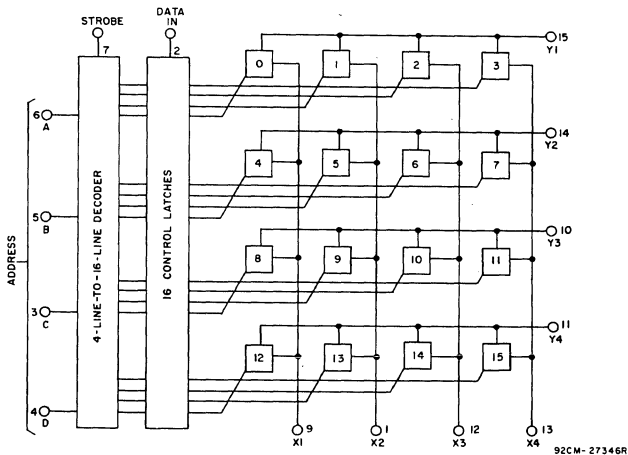 STROBE
DATA IN
7
2
15
Y1
0
1
2
3
6
A
14
Y2
4
5
6
7
5
B
ADDRESS
4-LINE-TO-16-LINE DECODER
16 CONTROL LATCHES
10
Y3
8
9
10
11
3
C
11
Y4
12
13
14
15
4
D
9
X1
1
X2
12
X3
13
X4
92CM-27346R